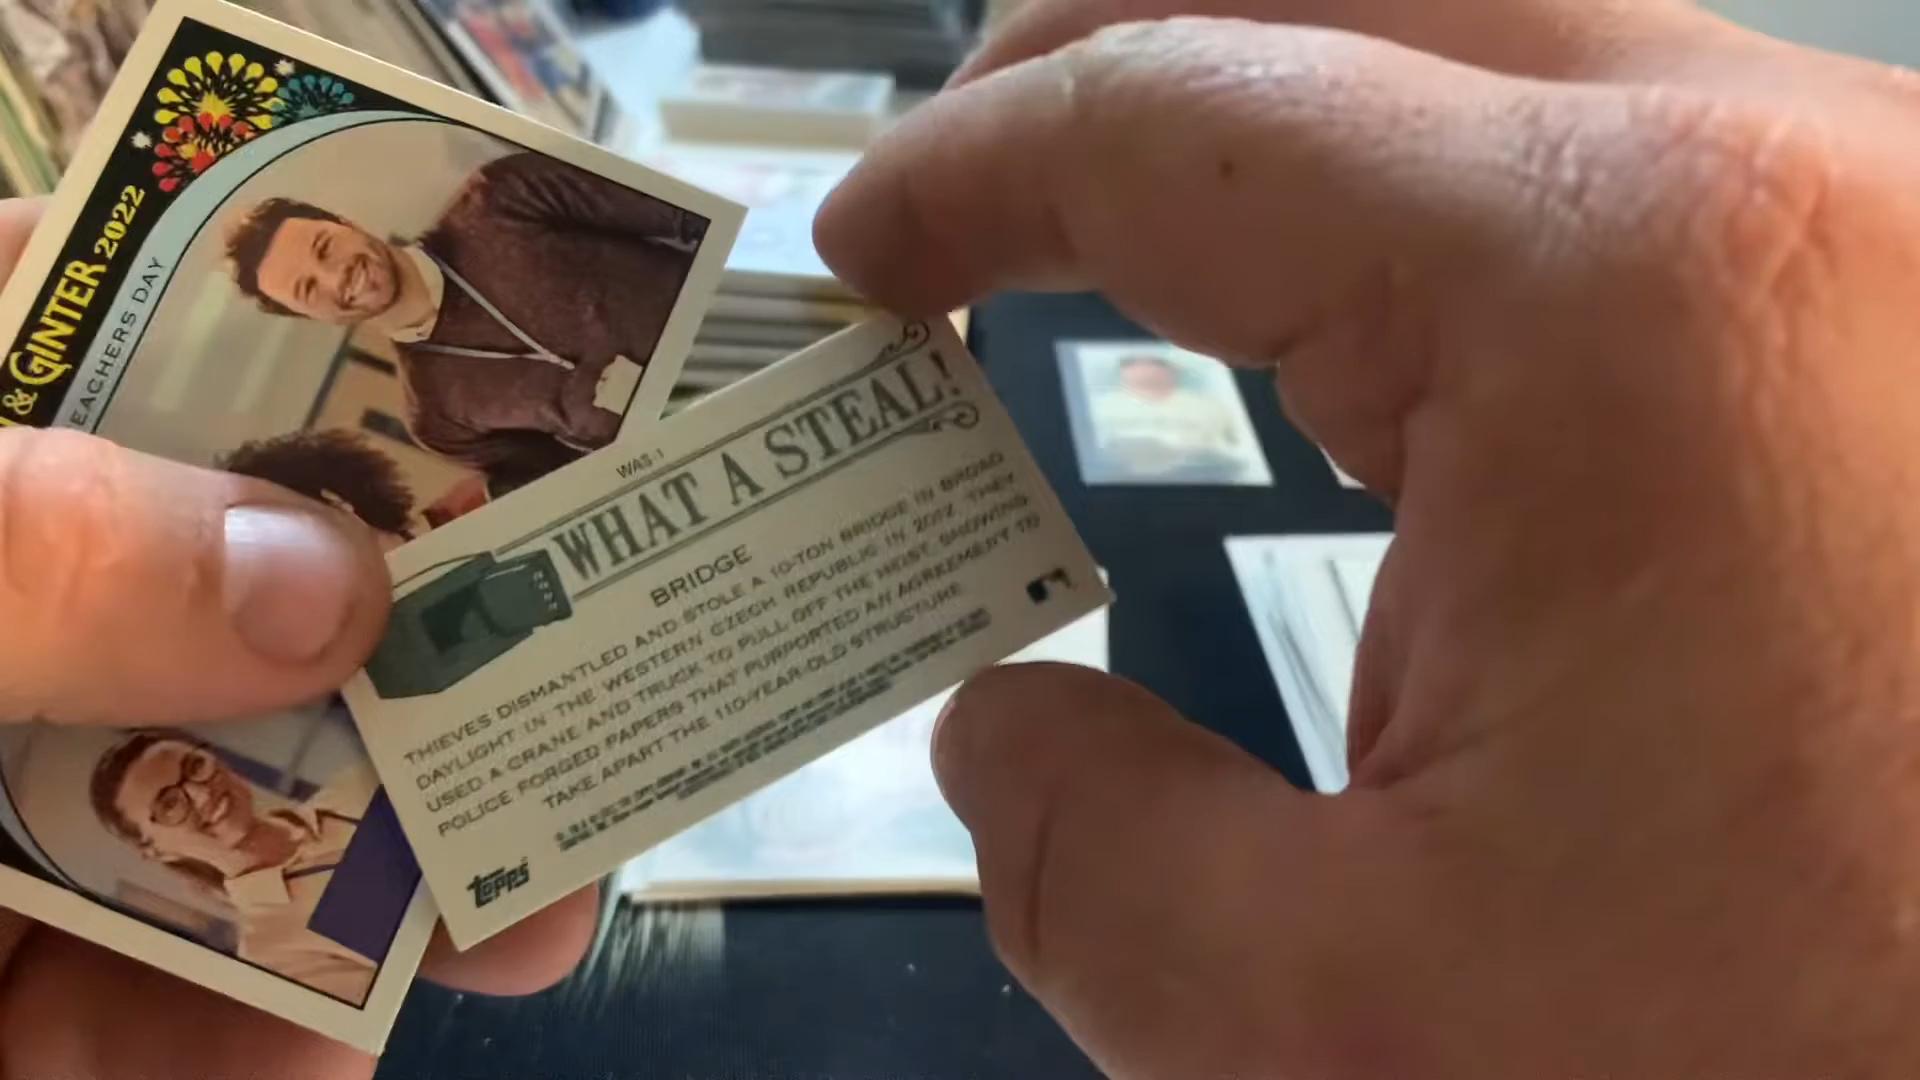 & GINTER 2022
EACHERS DAY
WAS-1
WHAT A STEAL!
BRIDGE
THIEVES DISMANTLED AND STOLE A 10-TON BRIDGE IN BROAD
DAYLIGHT IN THE WESTERN CZECH REPUBLIC IN 2012. THEY
USED A CRANE AND TRUCK TO PULL OFF THE HEIST, SHOWING
POLICE FORGED PAPERS THAT PURPORTED AN AGREEMENT TO
TAKE APART THE 110-YEAR-OLD STRUSTURE.
topps